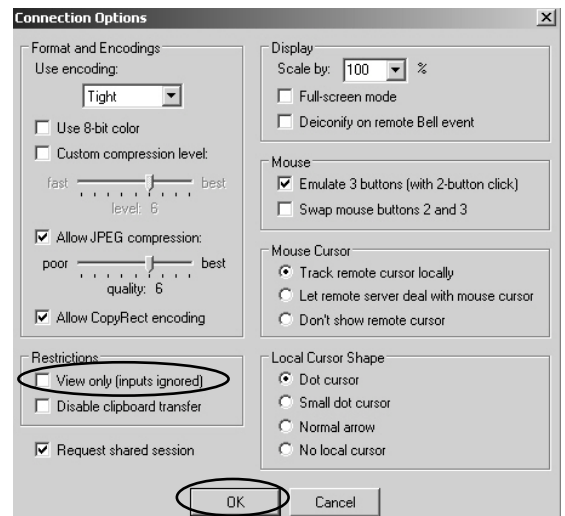 Connection Options
Format and Encodings
Use encoding:
Tight
Use 8-bit color
Custom compression level:
fast best
level: 6
Allow JPEG compression:
poor best
quality: 6
Allow CopyRect encoding
Restrictions
View only (inputs ignored)
Disable clipboard transfer
Request shared session
Display
Scale by: 100 %
Full-screen mode
Deiconify on remote Bell event
Mouse
Emulate 3 buttons (with 2-button click)
Swap mouse buttons 2 and 3
Mouse Cursor
Track remote cursor locally
Let remote server deal with mouse cursor
Don't show remote cursor
Local Cursor Shape
Dot cursor
Small dot cursor
Normal arrow
No local cursor
OK Cancel